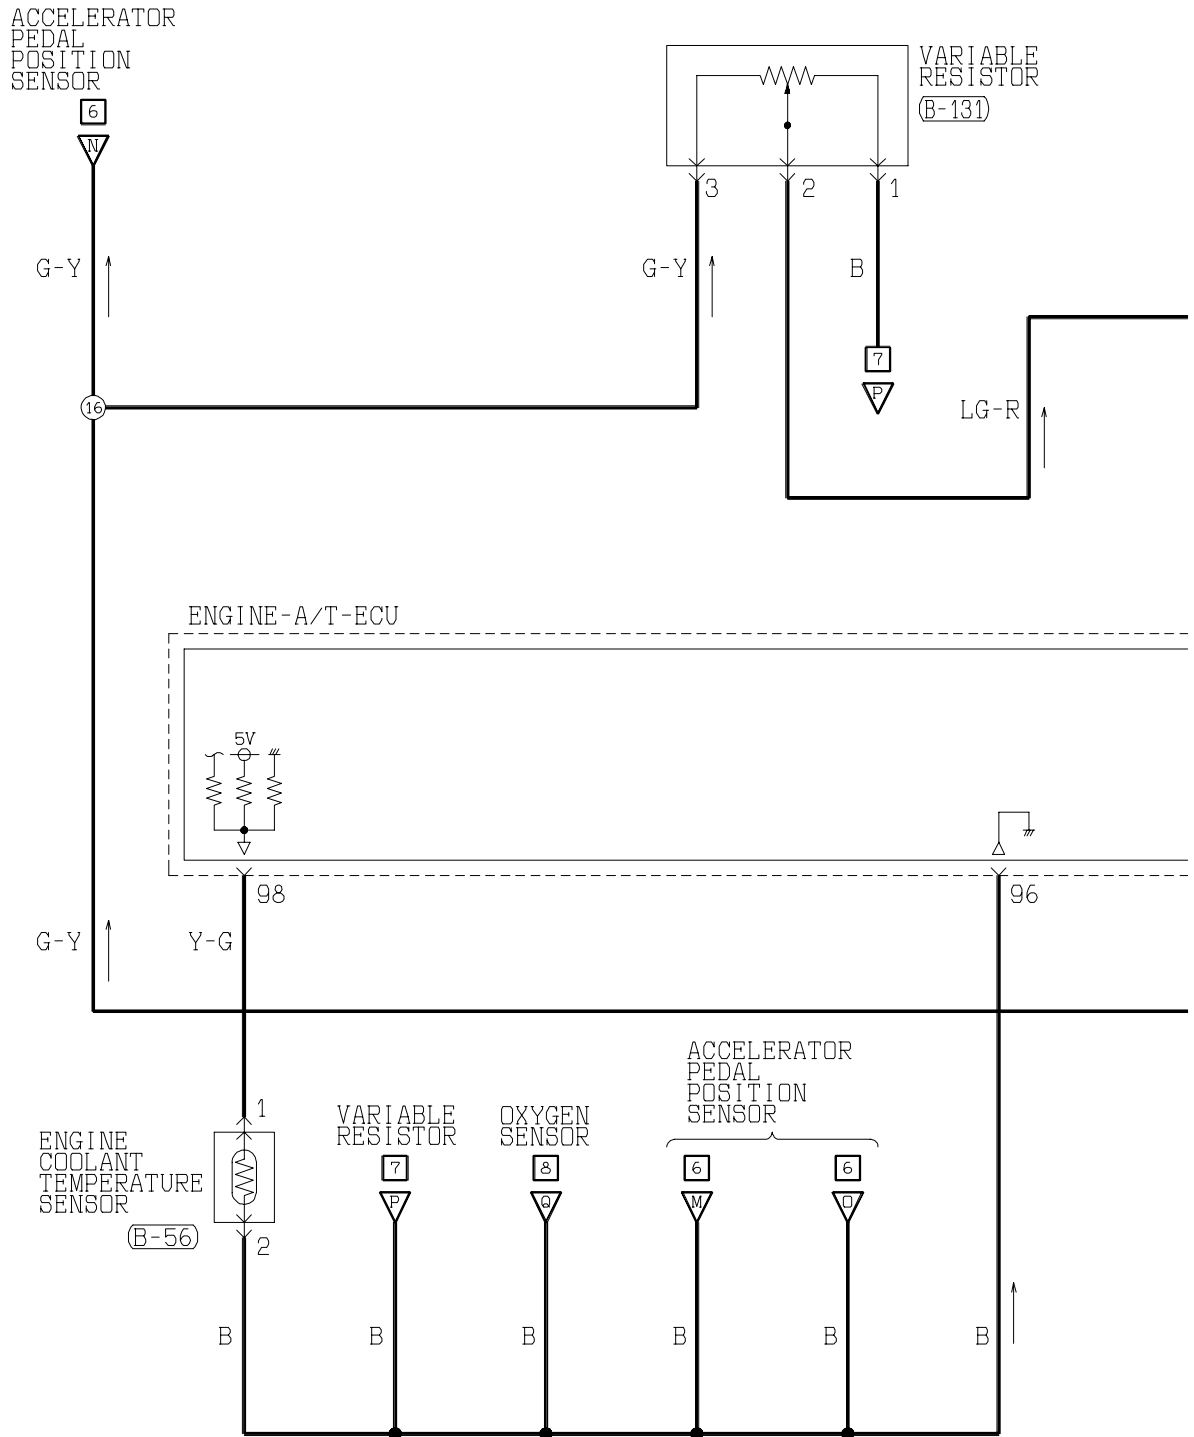 ACCELERATOR
PEDAL
POSITION
SENSOR
6
N
VARIABLE
RESISTOR
B-131
3
2
1
G-Y
G-Y
B
7
P
16
LG-R
ENGINE-A/T-ECU
5V
98
96
G-Y
Y-G
ACCELERATOR
PEDAL
POSITION
SENSOR
1
VARIABLE
RESISTOR
OXYGEN
SENSOR
ENGINE
COOLANT
TEMPERATURE
SENSOR
7
8
6
6
P
Q
M
O
B-56
2
B
B
B
B
B
B